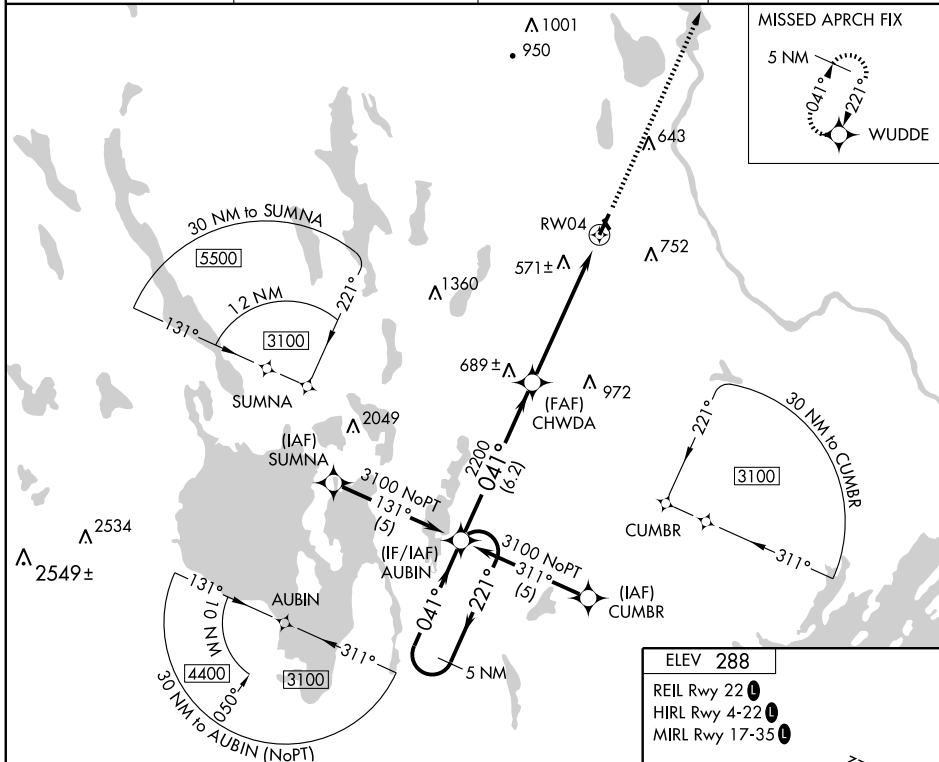 1001
950
MISSED APRCH FIX
5 NM
041°
221°
WUDDE
643
RW04
752
571±
30 NM to SUMNA
5500
12 NM
221°
131°
3100
SUMNA
1360
689±
972
(FAF)
CHWDA
2049
(IAF)
SUMNA
3100 NoPT
131°
(5)
2200
041°
(6.2)
30 NM to CUMBR
221°
3100
CUMBR
311°
2534
2549±
(IF/IAF)
AUBIN
3100 NoPT
311°
(5)
(IAF)
CUMBR
041°
221°
5 NM
131°
AUBIN
10 NM
311°
4400
3100
050°
30 NM to AUBIN (NoPT)
ELEV 288
REIL Rwy 22 L
HIRL Rwy 4-22 L
MIRL Rwy 17-35 L